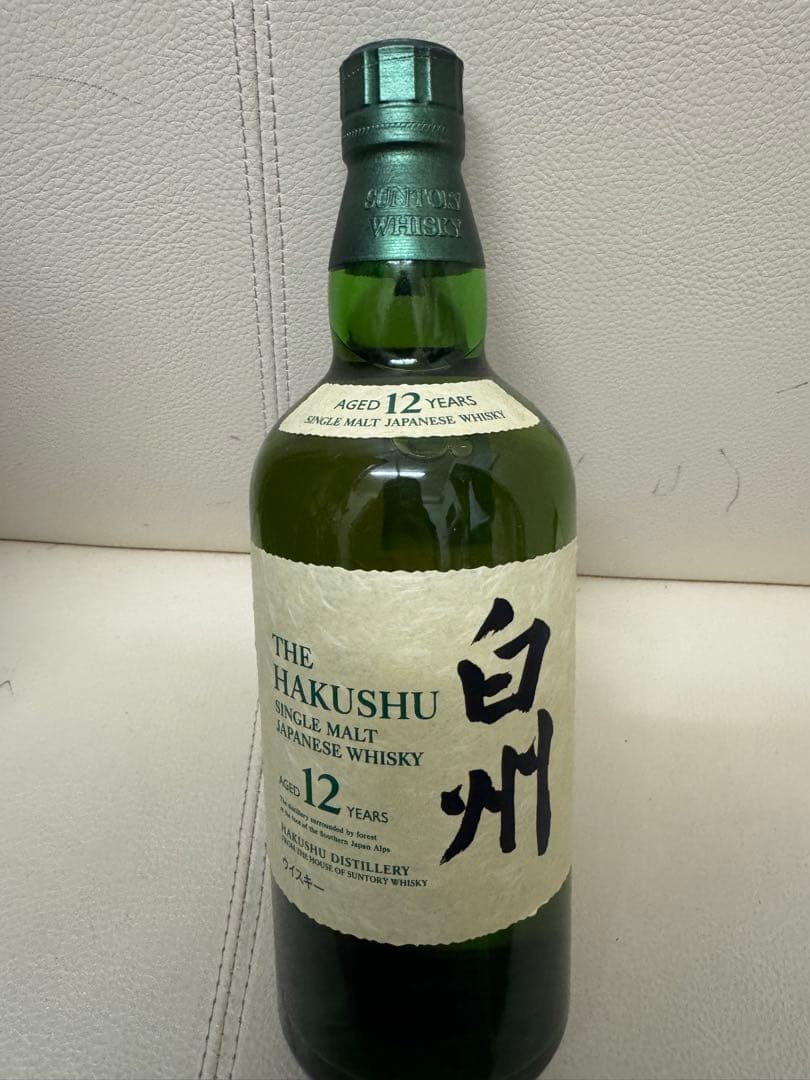 SUNTORY
WHISKY
AGED 12 YEARS
SINGLE MALT JAPANESE WHISKY
THE
HAKUSHU
SINGLE MALT
JAPANESE WHISKY
AGED 12 YEARS
The distillery surrounded by forest
at the foot of the Southern Japan Alps
HAKUSHU DISTILLERY
FROM THE HOUSE OF SUNTORY WHISKY
ウイスキー
白州